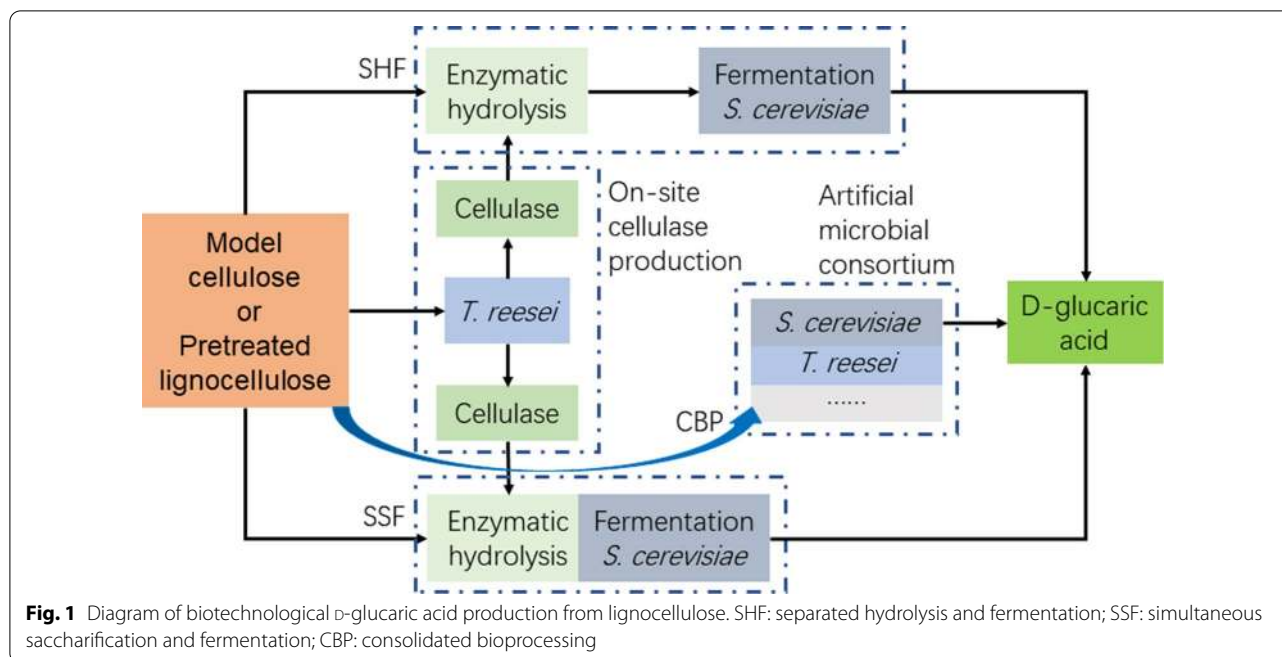 SHF
Enzymatic
hydrolysis
Fermentation
S. cerevisiae
Model
cellulose
or
Pretreated
lignocellulose
Cellulase
T. reesei
Cellulase
On-site
cellulase
production
Artificial
microbial
consortium
S. cerevisiae
T. reesei
......
CBP
D-glucaric
acid
SSF
Enzymatic
hydrolysis
Fermentation
S. cerevisiae
Fig. 1 Diagram of biotechnological D-glucaric acid production from lignocellulose. SHF: separated hydrolysis and fermentation; SSF: simultaneous
saccharification and fermentation; CBP: consolidated bioprocessing